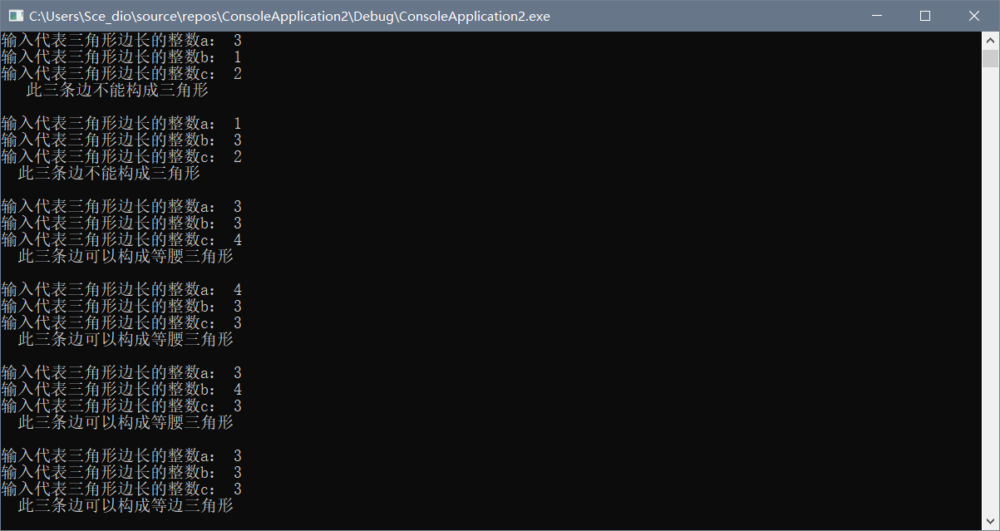 C:\Users\Sce_dio\source\repos\ConsoleApplication2\Debug\ConsoleApplication2.exe
输入代表三角形边长的整数a： 3
输入代表三角形边长的整数b： 1
输入代表三角形边长的整数c： 2
   此三条边不能构成三角形

输入代表三角形边长的整数a： 1
输入代表三角形边长的整数b： 3
输入代表三角形边长的整数c： 2
  此三条边不能构成三角形

输入代表三角形边长的整数a： 3
输入代表三角形边长的整数b： 3
输入代表三角形边长的整数c： 4
  此三条边可以构成等腰三角形

输入代表三角形边长的整数a： 4
输入代表三角形边长的整数b： 3
输入代表三角形边长的整数c： 3
  此三条边可以构成等腰三角形

输入代表三角形边长的整数a： 3
输入代表三角形边长的整数b： 4
输入代表三角形边长的整数c： 3
  此三条边可以构成等腰三角形

输入代表三角形边长的整数a： 3
输入代表三角形边长的整数b： 3
输入代表三角形边长的整数c： 3
  此三条边可以构成等边三角形